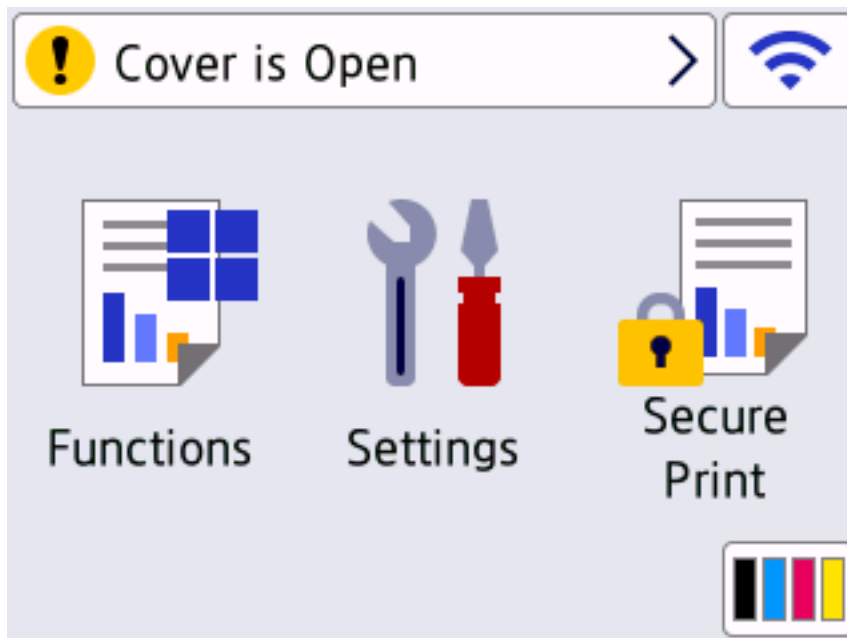 Cover is Open
Functions
Settings
Secure
Print